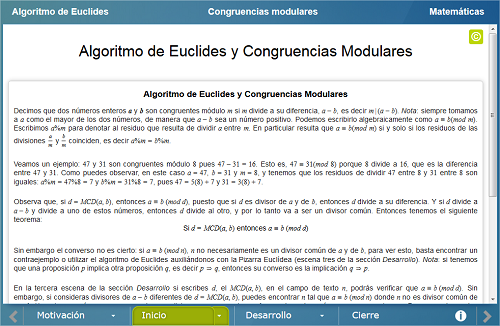 Algoritmo de Euclides Congruencias modulares Matemáticas
Algoritmo de Euclides y Congruencias Modulares
Algoritmo de Euclides y Congruencias Modulares
Decimos que dos números enteros a y b son congruentes módulo m si m divide a su diferencia, a − b, es decir m | (a − b). Nota: siempre tomamos
a a como el mayor de los dos números, de manera que a − b sea un número positivo. Podemos escribirlo algebraicamente como a ≡ b(mod m).
Escribimos a%m para denotar al residuo que resulta de dividir a entre m. En particular resulta que a ≡ b(mod m) si y solo si los residuos de las
divisiones a/m y b/m coinciden, es decir a%m = b%m.
Veamos un ejemplo: 47 y 31 son congruentes módulo 8 pues 47 − 31 = 16. Esto es, 47 ≡ 31(mod 8) porque 8 divide a 16, que es la diferencia
entre 47 y 31. Como puedes observar, en este caso a = 47, b = 31 y m = 8, y tenemos que los residuos de dividir 47 entre 8 y 31 entre 8 son
iguales: a%m = 47%8 = 7 y b%m = 31%8 = 7, pues 47 = 5(8) + 7 y 31 = 3(8) + 7.
Observa que, si d = MCD(a, b), entonces a ≡ b (mod d), puesto que si d es divisor de a y de b, entonces d divide a su diferencia. Y si d divide a
a − b y divide a uno de estos números, entonces d divide al otro, y por lo tanto va a ser un divisor común. Entonces tenemos el siguiente
teorema:
Si d = MCD(a, b) entonces a ≡ b (mod d)
Sin embargo el converso no es cierto: si a ≡ b (mod n), n no necesariamente es un divisor común de a y de b, para ver esto, basta encontrar un
contraejemplo o utilizar el algoritmo de Euclides auxiliándonos con la Pizarra Euclídea (escena tres de la sección Desarrollo). Nota: si tenemos
que una proposición p implica otra proposición q, es decir p ⇒ q, entonces su converso es la implicación q ⇒ p.
En la tercera escena de la sección Desarrollo si escribes d, el MCD(a, b), en el campo de texto n, podrás verificar que a ≡ b(mod d). Sin
embargo, si consideras divisores de a − b diferentes de d = MCD(a, b), puedes encontrar n tal que a ≡ b (mod n) donde n no es divisor común de
Motivación Inicio Desarrollo Cierre